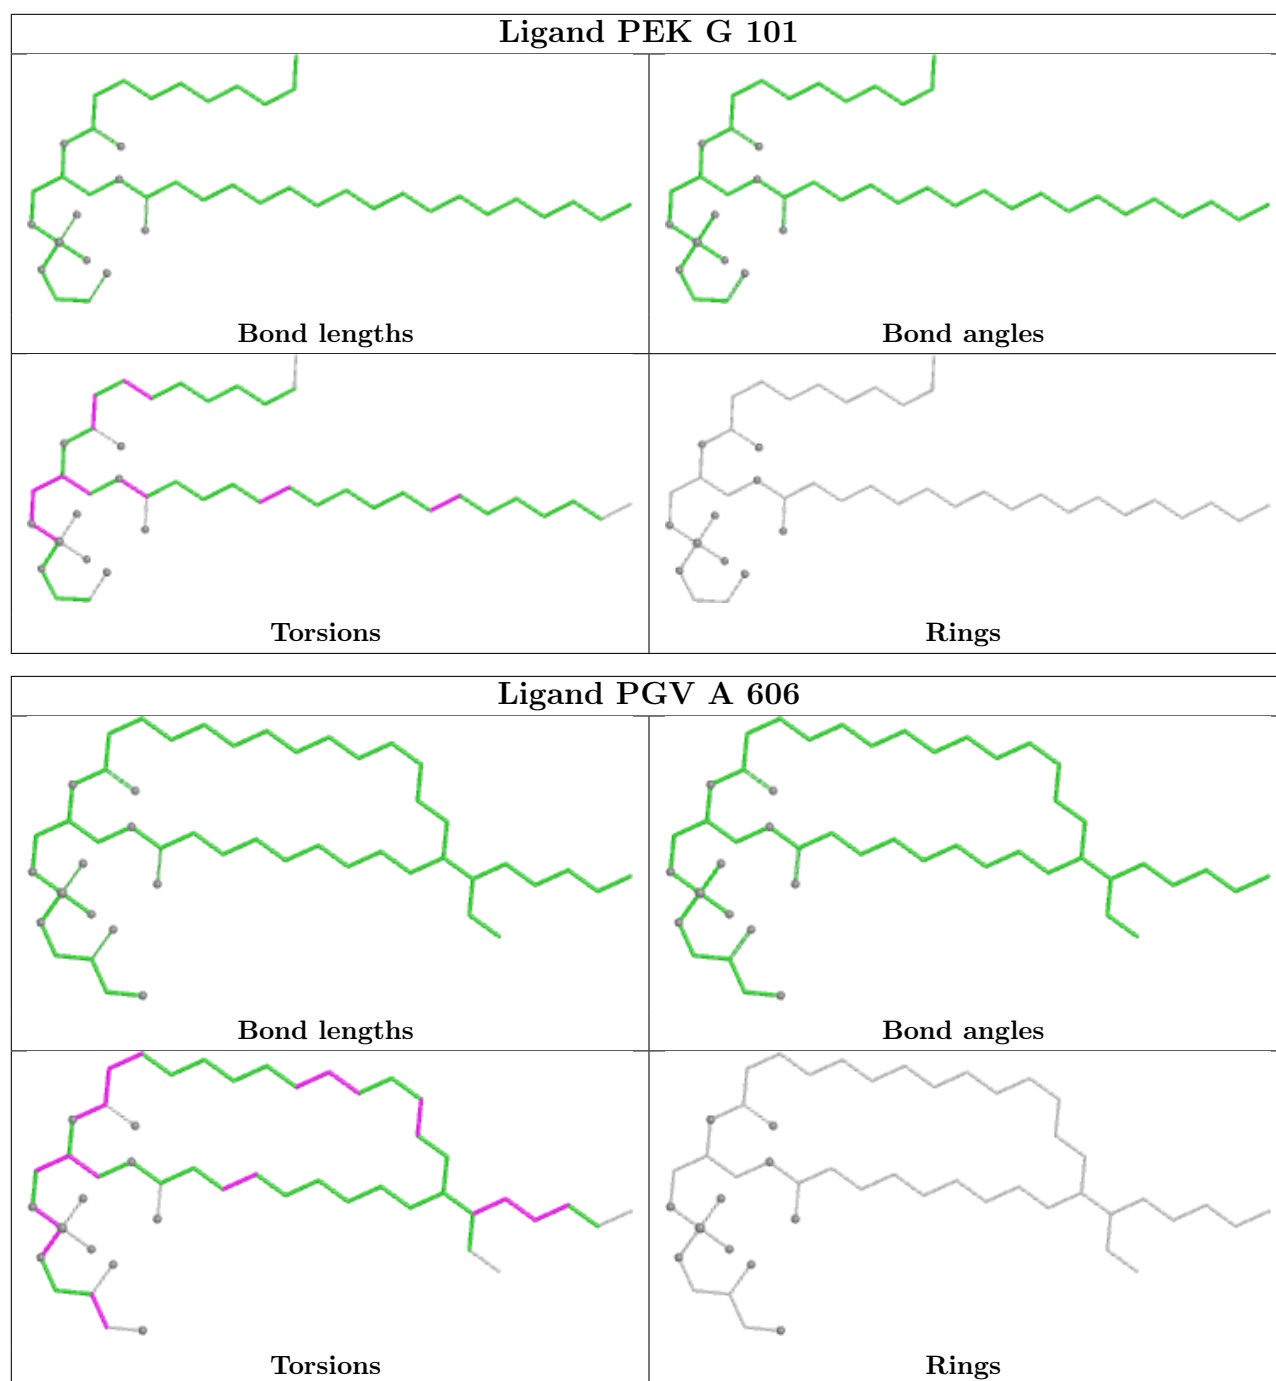 Ligand PEK G 101
Bond lengths
Bond angles
Torsions
Rings
Ligand PGV A 606
Bond lengths
Bond angles
Torsions
Rings